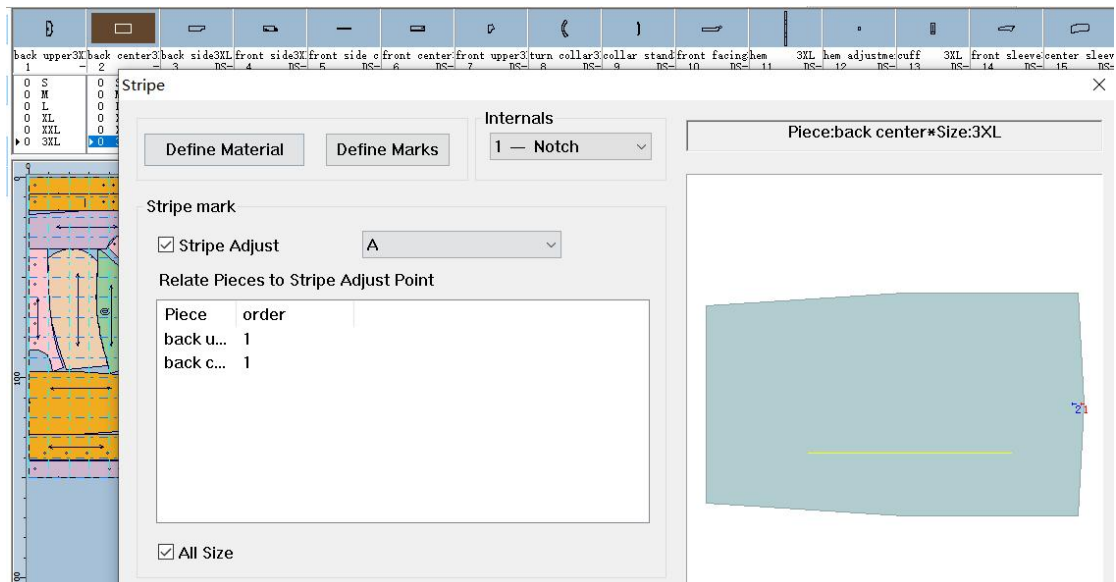 back upper3X back center3 back side3XL front side3X front side c front center front upper3 turn collar3 collar stand front facing hem 3XL hem adjustme cuff 3XL front sleeve center sleev
1 2 3 DS- 4 DS- 5 DS- 6 DS- 7 DS- 8 DS- 9 DS- 10 DS- 11 DS- 12 DS- 13 DS- 14 DS- 15 DS-
0 S
0 M
0 L
0 XL
0 XXL
0 3XL
Stripe
Define Material
Define Marks
Internals
1 — Notch
Piece:back center*Size:3XL
Stripe mark
Stripe Adjust
A
Relate Pieces to Stripe Adjust Point
Piece order
back u... 1
back c... 1
All Size
21
0
0
100